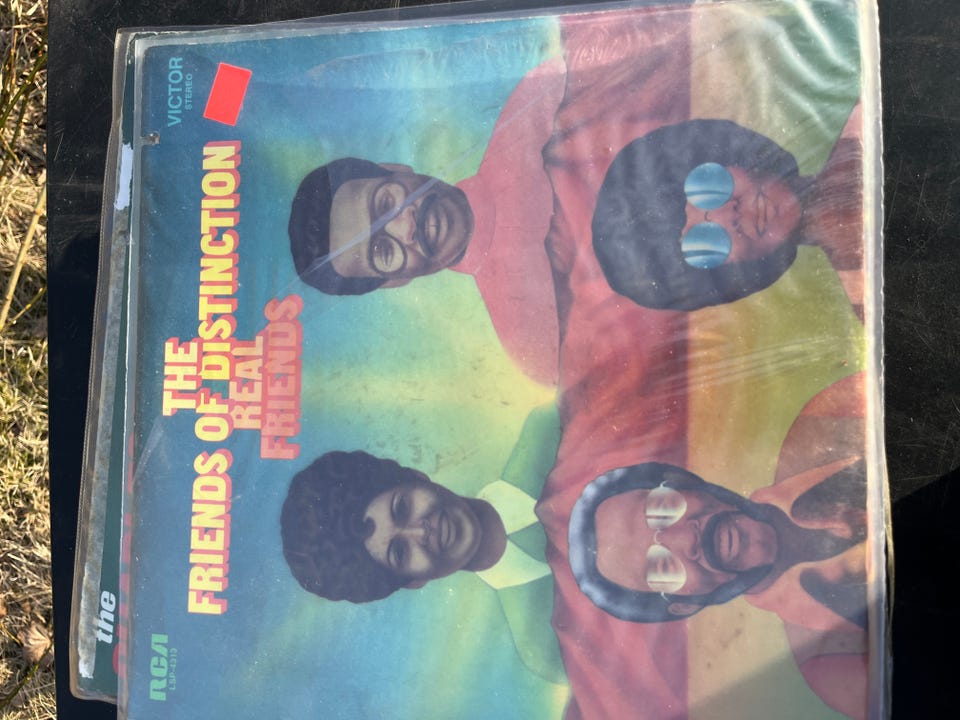 RCA
LSP-4313
VICTOR
STEREO
THE
FRIENDS OF DISTINCTION
REAL
FRIENDS
the